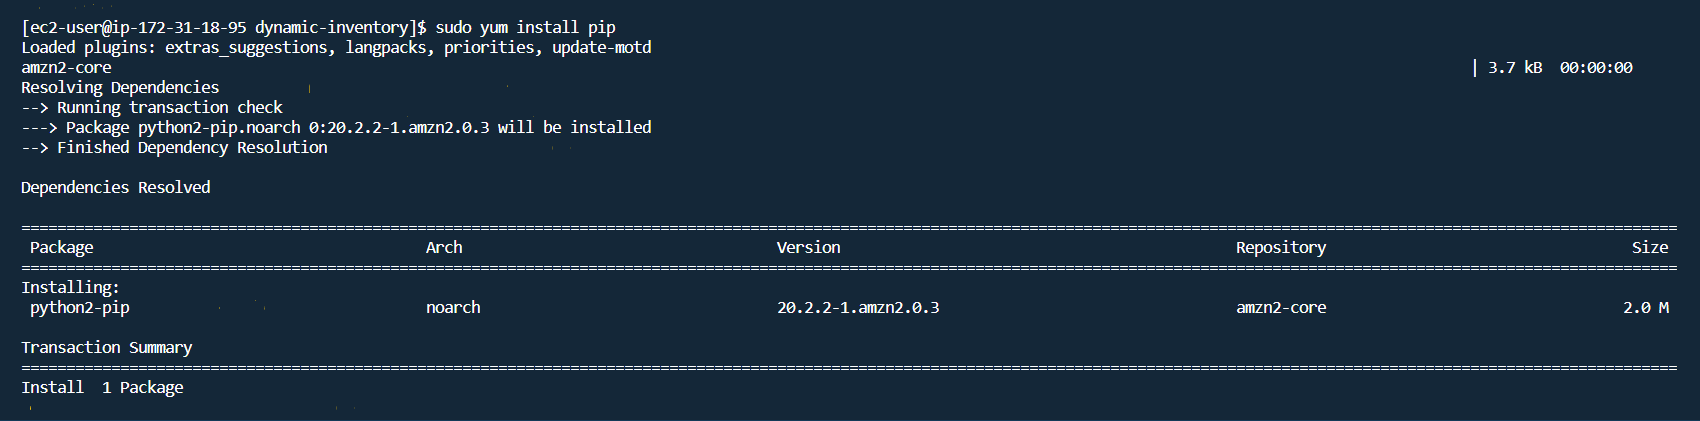 [ec2-user@ip-172-31-18-95 dynamic-inventory]$ sudo yum install pip
Loaded plugins: extras_suggestions, langpacks, priorities, update-motd
amzn2-core | 3.7 kB 00:00:00
Resolving Dependencies
--> Running transaction check
---> Package python2-pip.noarch 0:20.2.2-1.amzn2.0.3 will be installed
--> Finished Dependency Resolution
Dependencies Resolved
================================================================================
Package Arch Version Repository Size
================================================================================
Installing:
python2-pip noarch 20.2.2-1.amzn2.0.3 amzn2-core 2.0 M
Transaction Summary
================================================================================
Install 1 Package